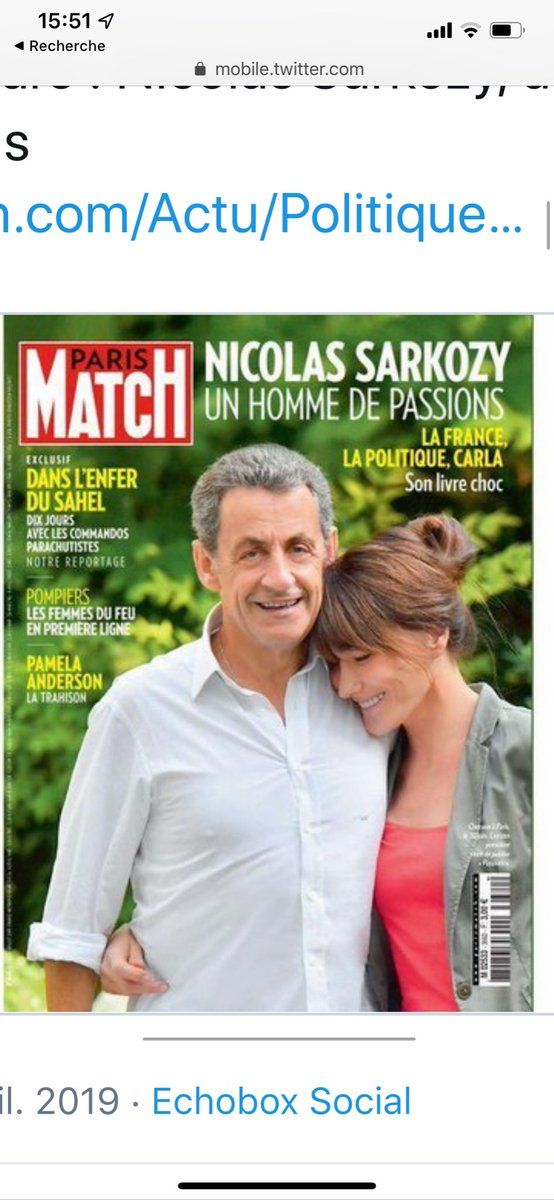 15:51
Recherche
mobile.twitter.com
s
.com/Actu/Politique...
PARIS
MATCH
NICOLAS SARKOZY
UN HOMME DE PASSIONS
LA FRANCE,
LA POLITIQUE, CARLA
Son livre choc
EXCLUSIF
DANS L'ENFER
DU SAHEL
DIX JOURS
AVEC LES COMMANDOS
PARACHUTISTES
NOTRE REPORTAGE
POMPIERS
LES FEMMES DU FEU
EN PREMIÈRE LIGNE
PAMELA
ANDERSON
LA TRAHISON
il. 2019 · Echobox Social